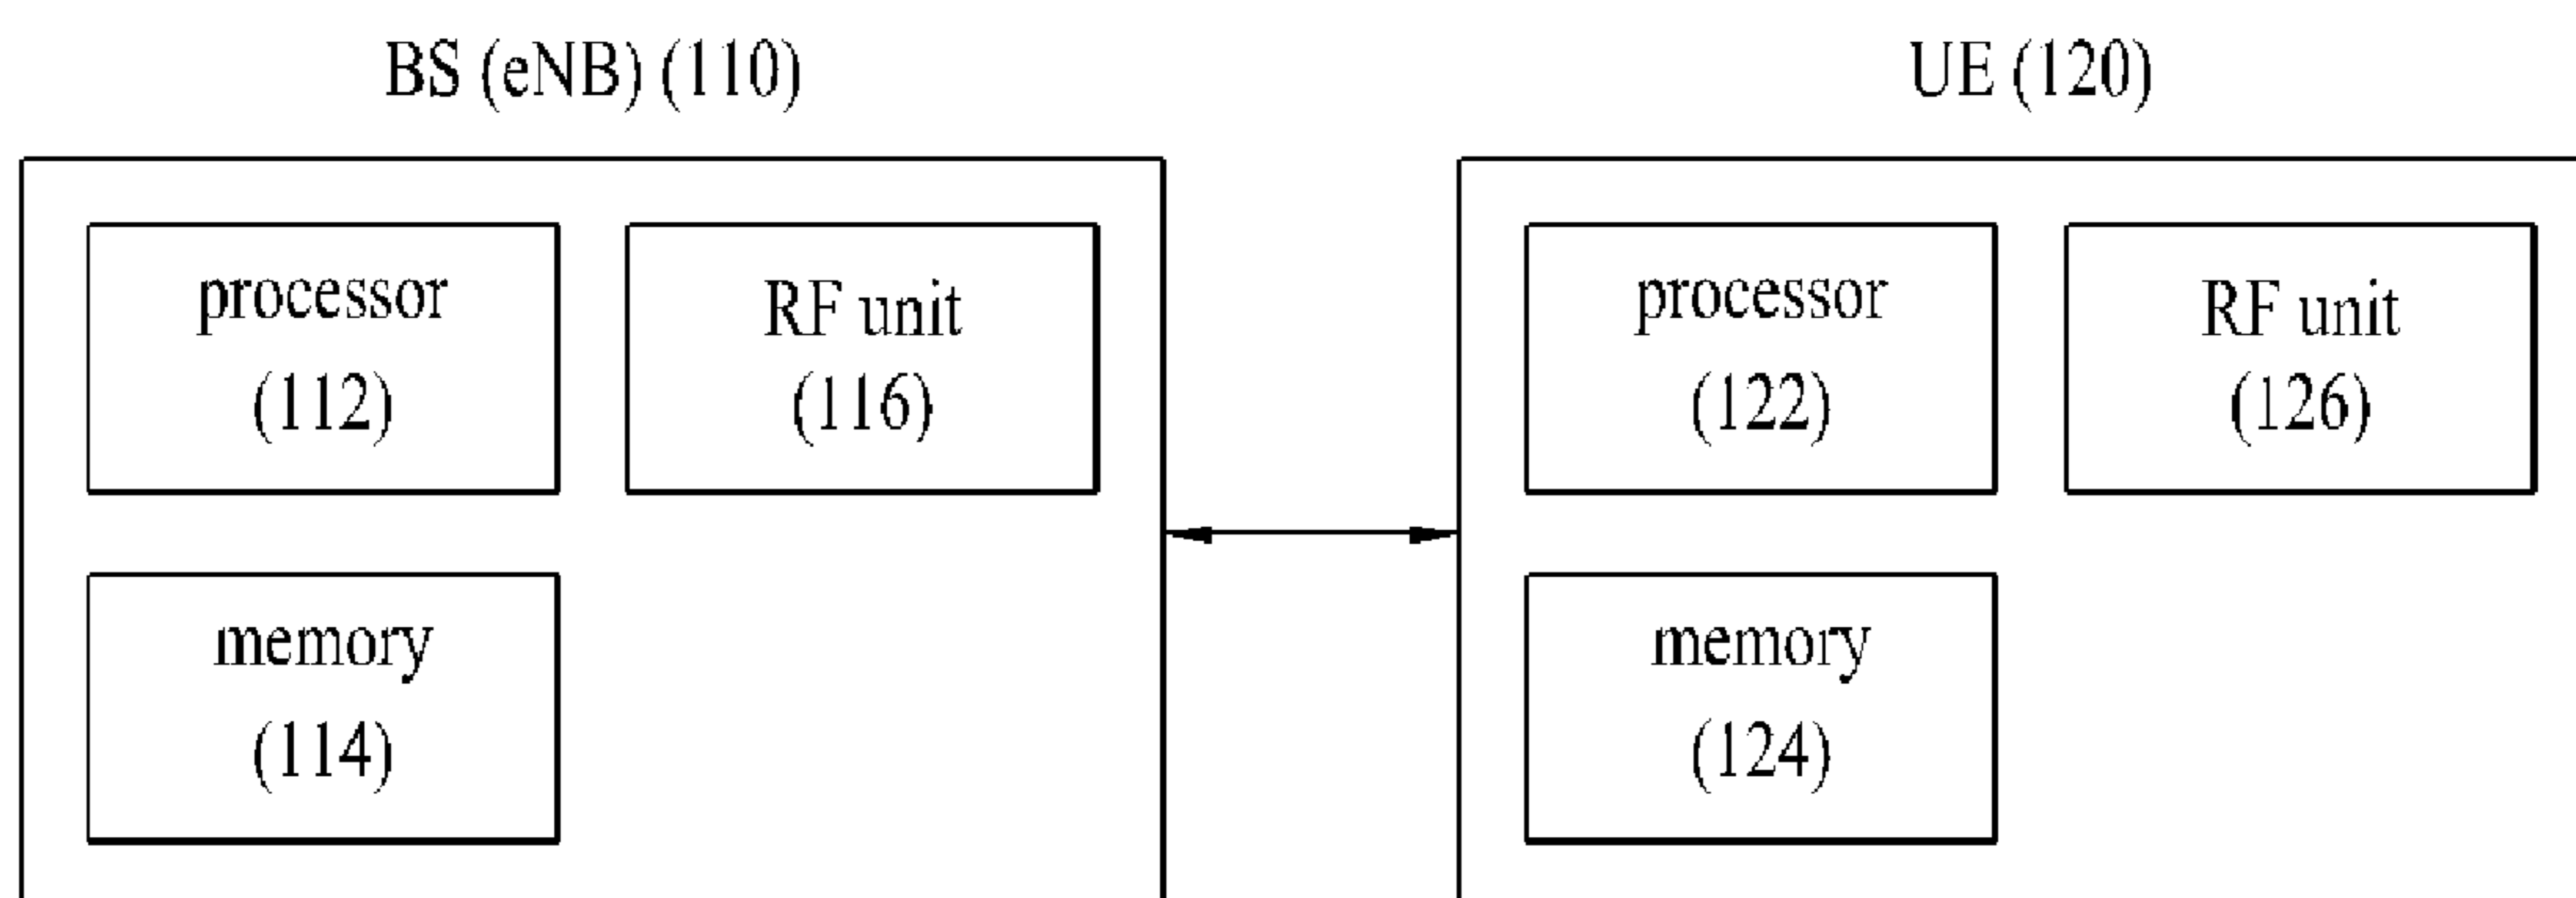 BS (eNB) (110)
UE (120)
processor
(112)
RF unit
(116)
memory
(114)
processor
(122)
RF unit
(126)
memory
(124)